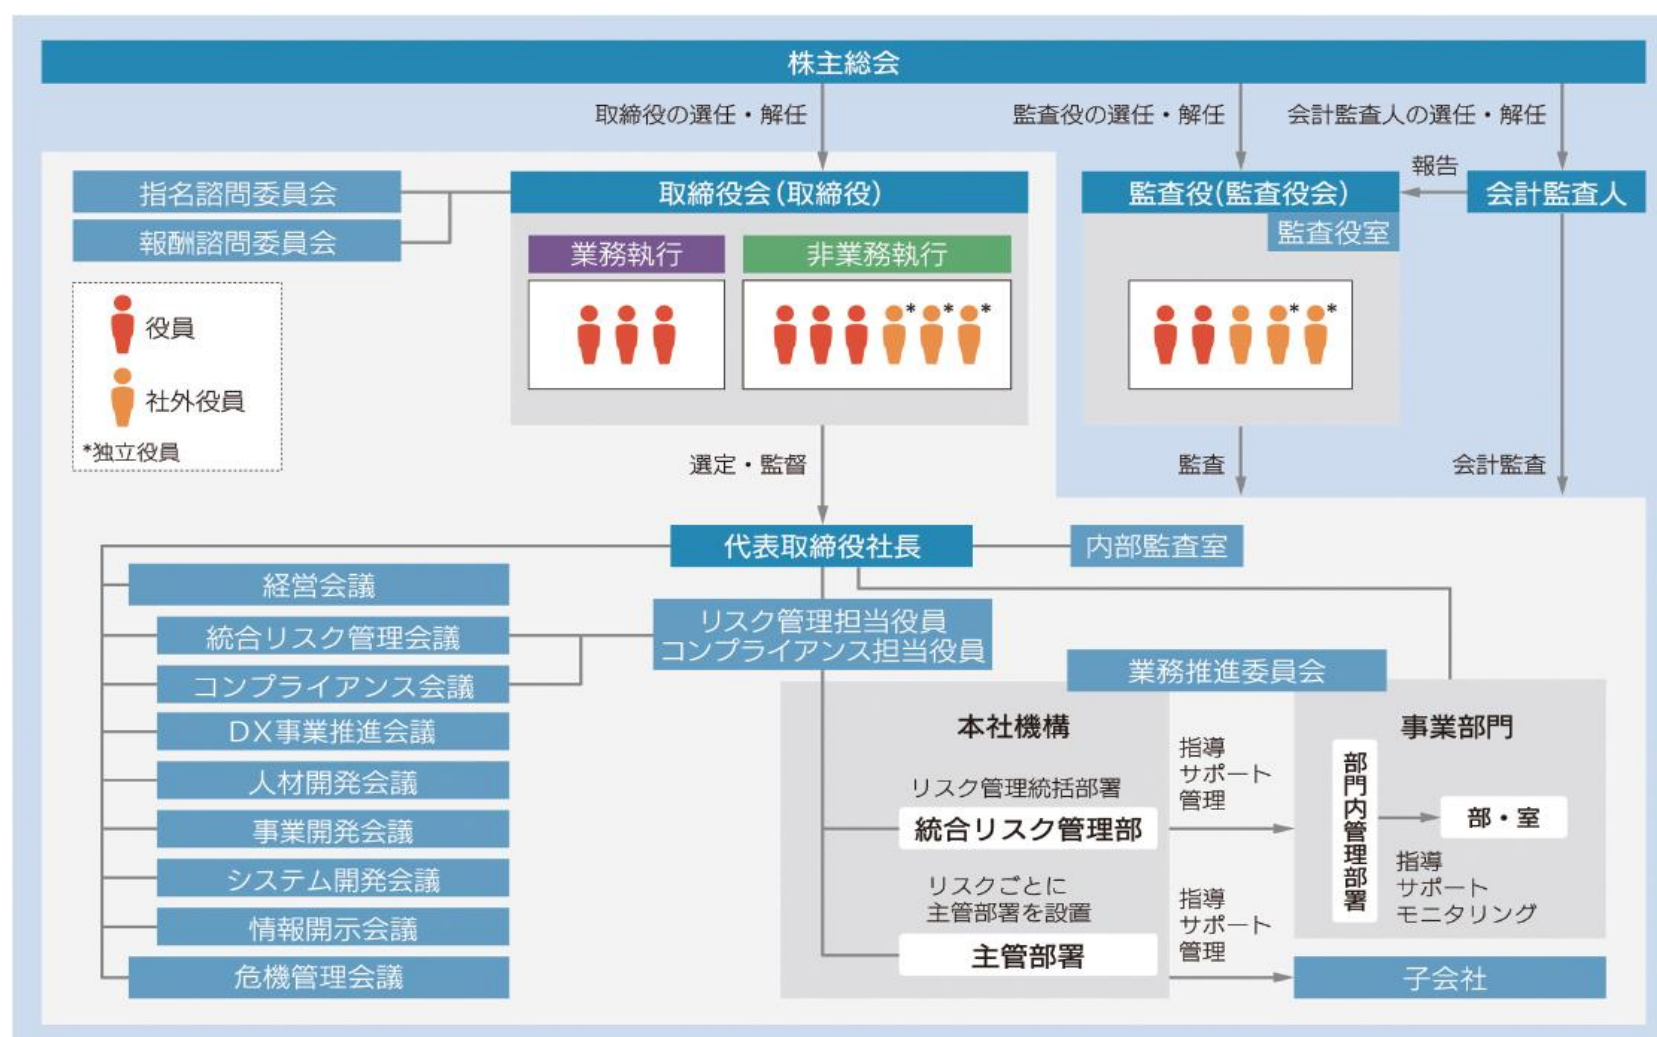 株主総会
取締役の選任・解任
監査役の選任・解任
会計監査人の選任・解任
指名諮問委員会
報酬諮問委員会
取締役会(取締役)
業務執行
非業務執行
* * *
監査役(監査役会)
監査役室
* *
報告
会計監査人
役員
社外役員
*独立役員
選定・監督
監査
会計監査
代表取締役社長
内部監査室
経営会議
統合リスク管理会議
コンプライアンス会議
DX事業推進会議
人材開発会議
事業開発会議
システム開発会議
情報開示会議
危機管理会議
リスク管理担当役員
コンプライアンス担当役員
業務推進委員会
本社機構
リスク管理統括部署
統合リスク管理部
リスクごとに
主管部署を設置
主管部署
指導
サポート
管理
指導
サポート
管理
事業部門
部門内管理部署
部・室
指導
サポート
モニタリング
子会社